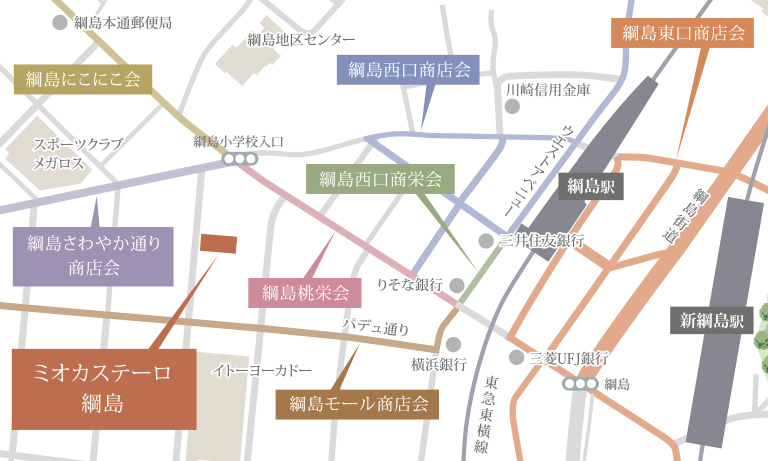 綱島本通郵便局
綱島東口商店会
綱島地区センター
綱島にこにこ会
綱島西口商店会
川崎信用金庫
スポーツクラブ
メガロス
綱島小学校入口
ウェストアベニュー
綱島西口商栄会
綱島駅
綱島街道
綱島さわやか通り
商店会
三井住友銀行
りそな銀行
綱島桃栄会
新綱島駅
パデュ通り
ミオカステーロ
綱島
イトーヨーカドー
横浜銀行
三菱UFJ銀行
綱島
綱島モール商店会
東急東横線